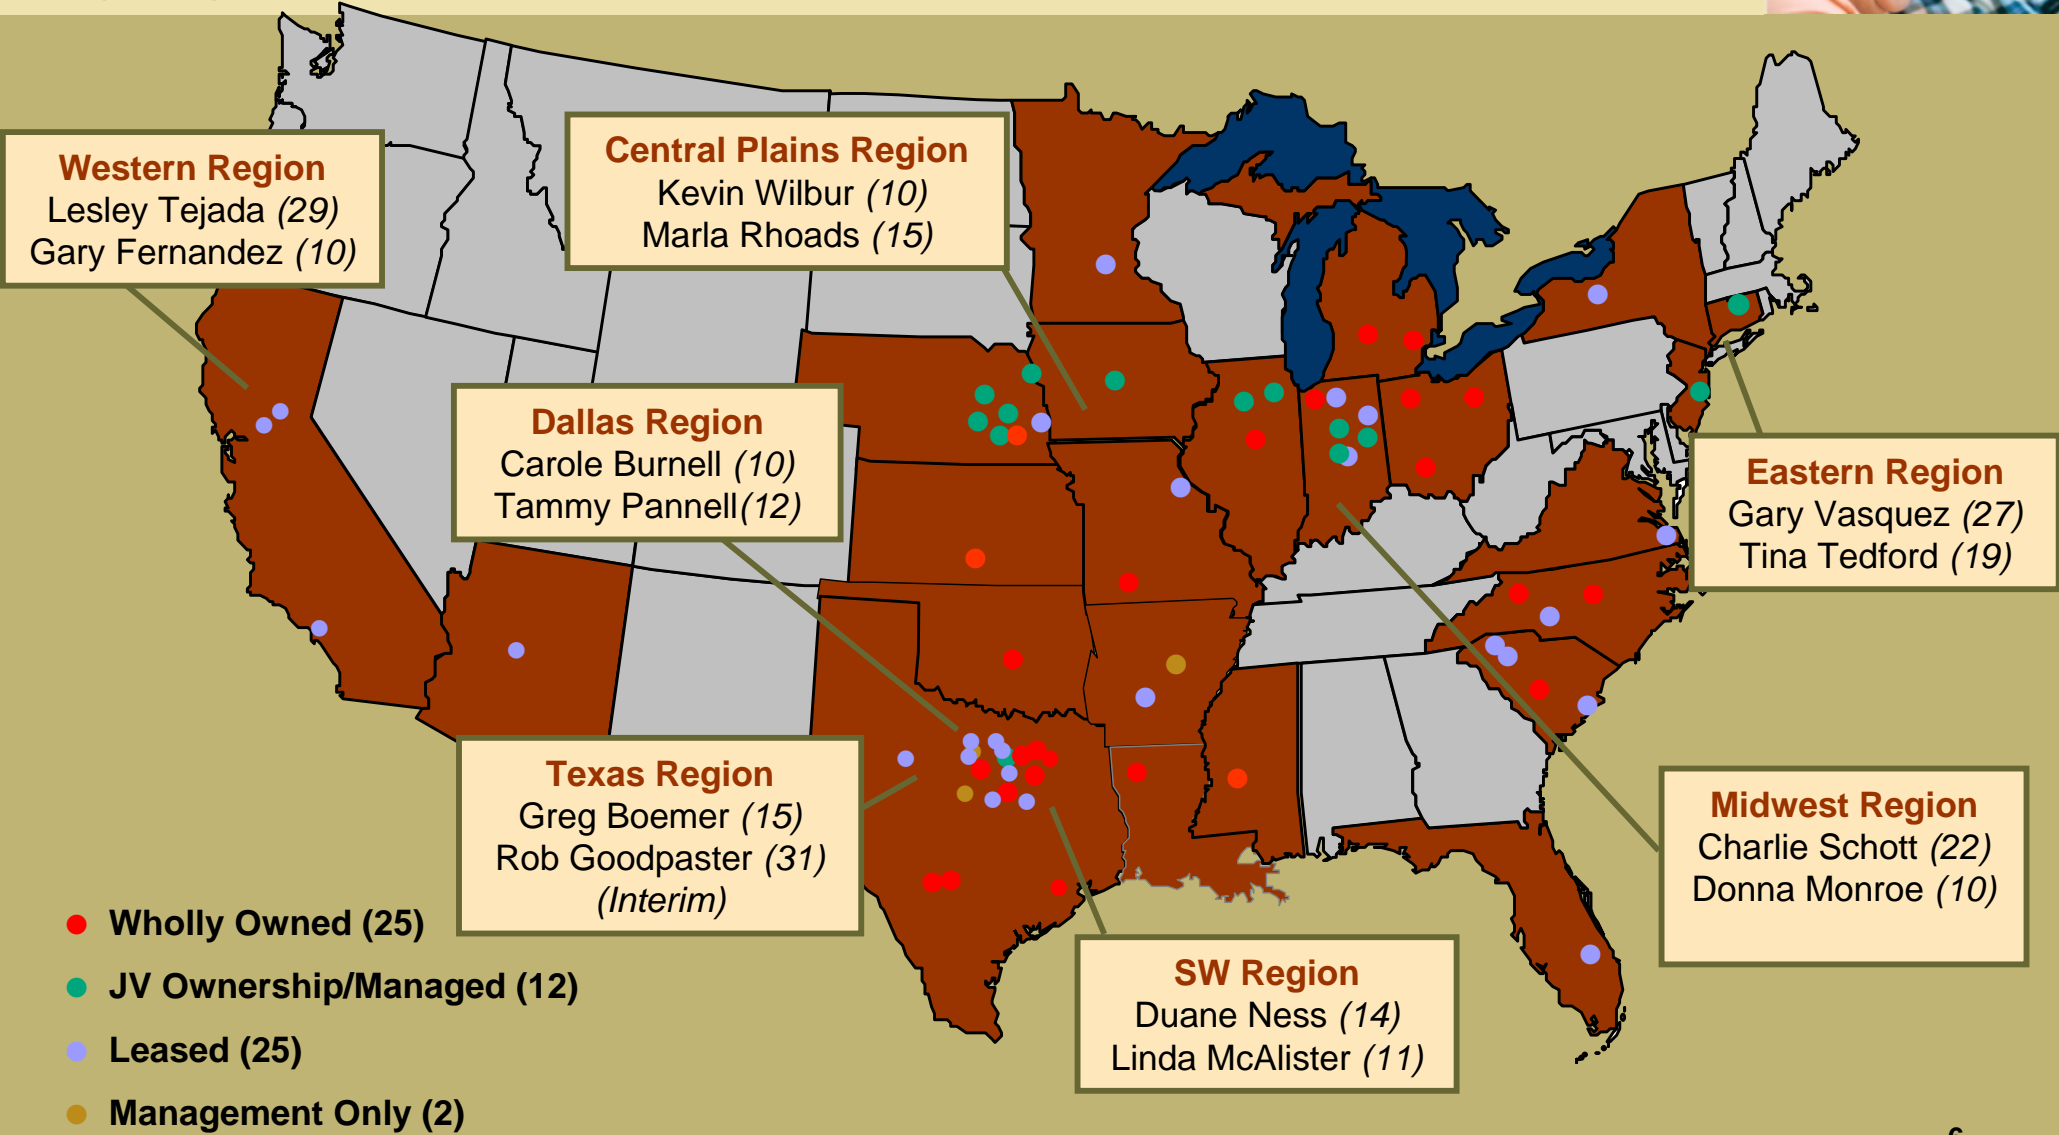 Western Region
Lesley Tejada (29)
Gary Fernandez (10)
Central Plains Region
Kevin Wilbur (10)
Marla Rhoads (15)
Dallas Region
Carole Burnell (10)
Tammy Pannell(12)
Eastern Region
Gary Vasquez (27)
Tina Tedford (19)
Texas Region
Greg Boemer (15)
Rob Goodpaster (31)
(Interim)
Midwest Region
Charlie Schott (22)
Donna Monroe (10)
SW Region
Duane Ness (14)
Linda McAlister (11)
Wholly Owned (25)
JV Ownership/Managed (12)
Leased (25)
Management Only (2)